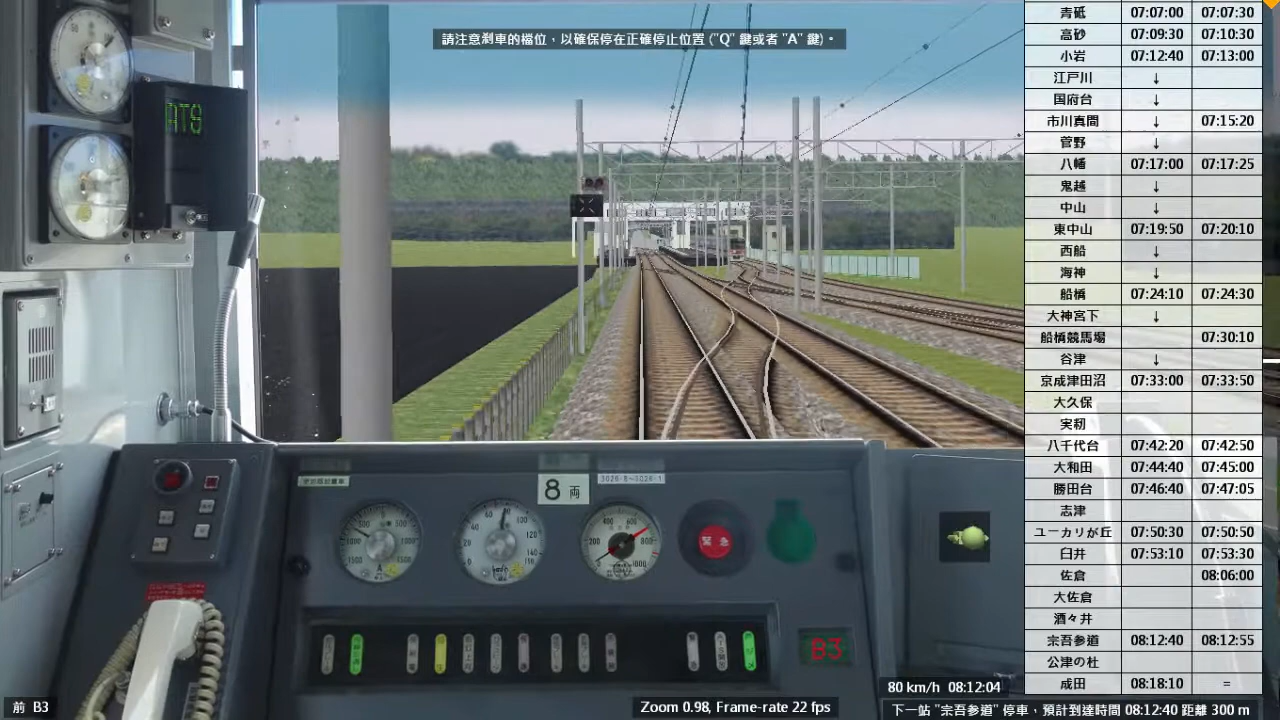 請注意剎車的檔位，以確保停在正確停止位置 ("Q" 鍵或者 "A" 鍵)。
ATS
青砥 07:07:00 07:07:30
高砂 07:09:30 07:10:30
小岩 07:12:40 07:13:00
江戸川 ↓
国府台 ↓
市川真間 ↓ 07:15:20
菅野 ↓
八幡 07:17:00 07:17:25
鬼越 ↓
中山 ↓
東中山 07:19:50 07:20:10
西船 ↓
海神 ↓
船橋 07:24:10 07:24:30
大神宮下 ↓
船橋競馬場 07:30:10
谷津 ↓
京成津田沼 07:33:00 07:33:50
大久保
実籾
八千代台 07:42:20 07:42:50
大和田 07:44:40 07:45:00
勝田台 07:46:40 07:47:05
志津
ユーカリが丘 07:50:30 07:50:50
臼井 07:53:10 07:53:30
佐倉 08:06:00
大佐倉
酒々井
宗吾参道 08:12:40 08:12:55
公津の杜
成田 08:18:10 =
8 両
3026-8~3026-1
緊急
B3
前 B3
Zoom 0.98, Frame-rate 22 fps
80 km/h 08:12:04
下一站 "宗吾参道" 停車，預計到達時間 08:12:40 距離 300 m